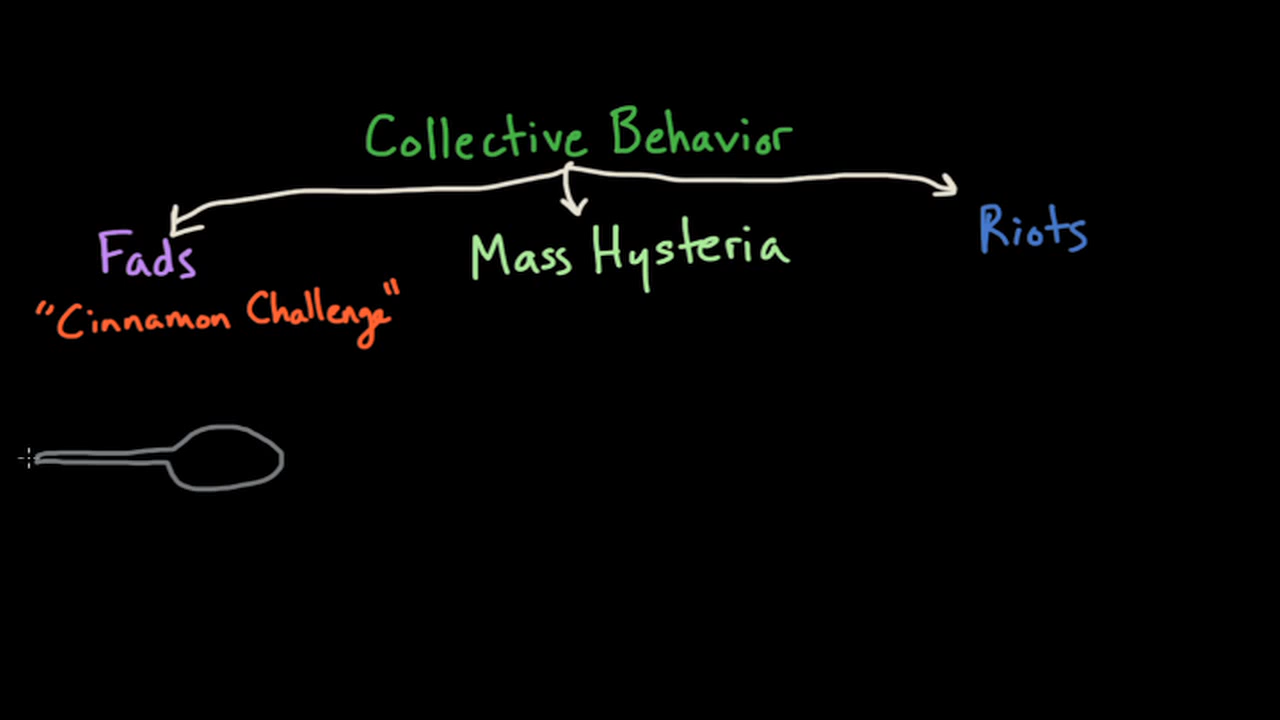 Collective Behavior
Fads
Mass Hysteria
Riots
"Cinnamon Challenge"